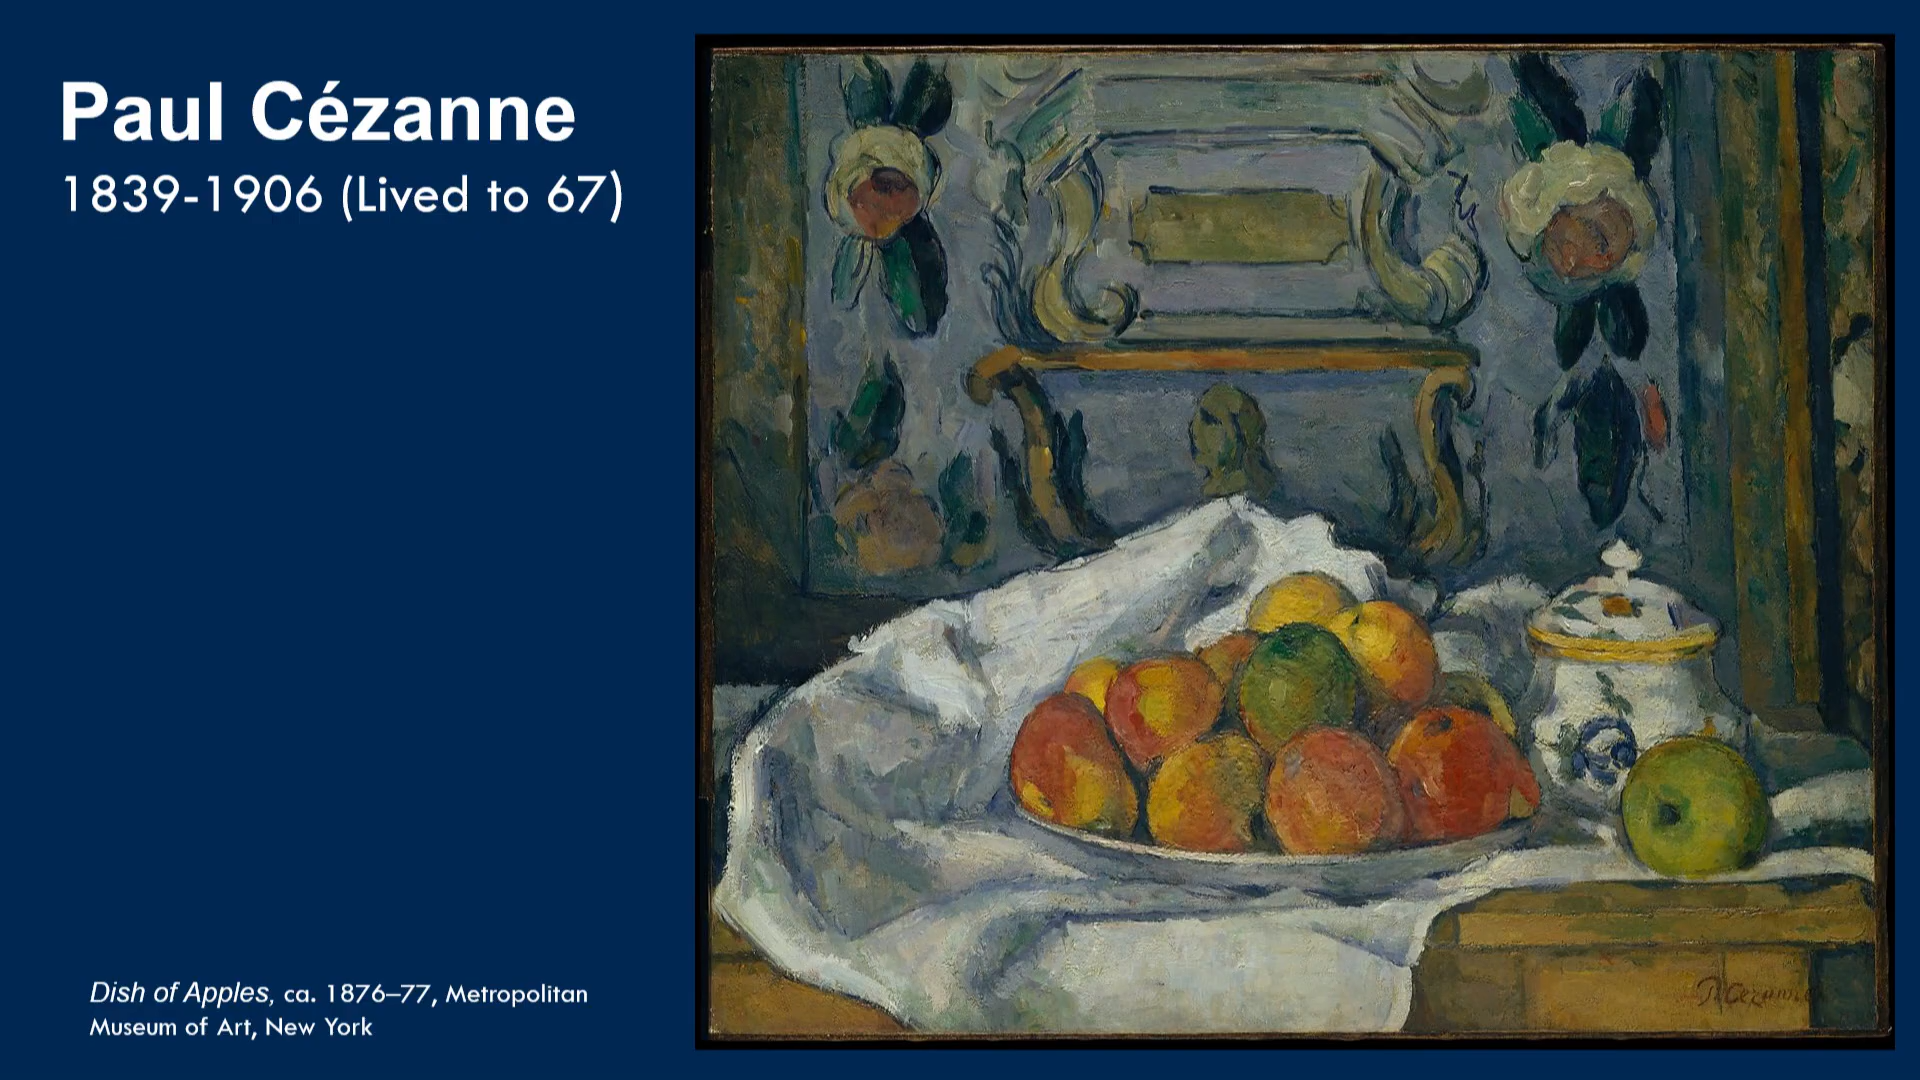 Paul Cézanne
1839-1906 (Lived to 67)
Dish of Apples, ca. 1876–77, Metropolitan
Museum of Art, New York
P. Cezanne